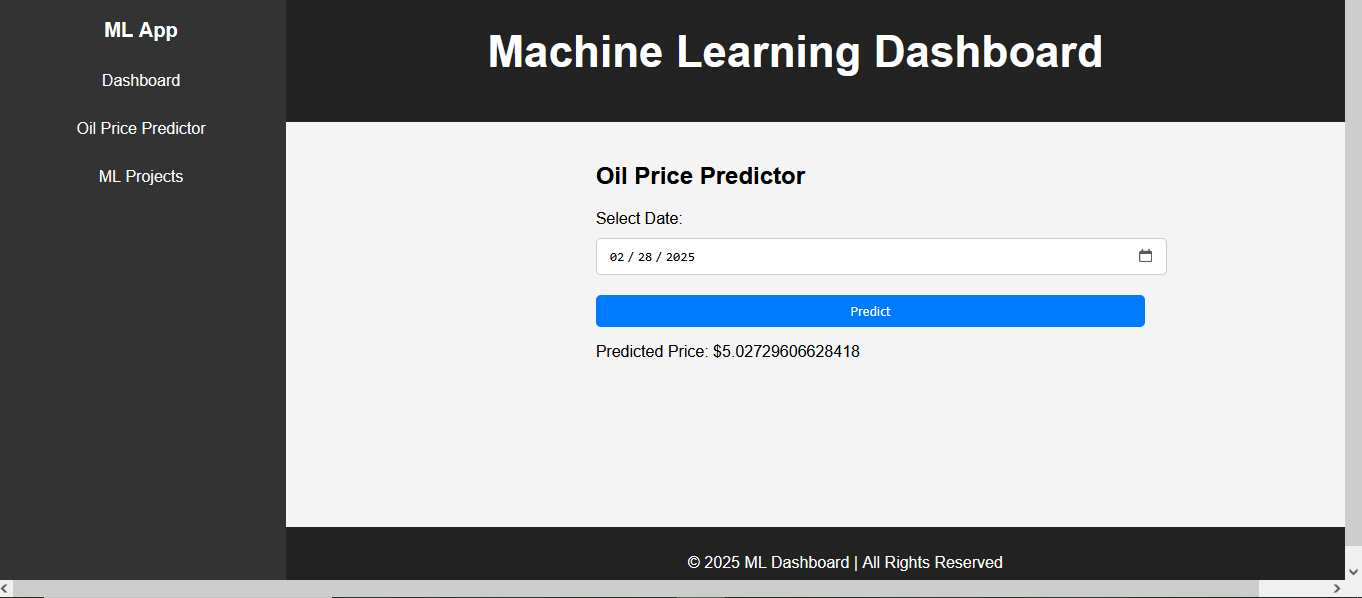 ML App
Dashboard
Oil Price Predictor
ML Projects
Machine Learning Dashboard
Oil Price Predictor
Select Date:
02 / 28 / 2025
Predict
Predicted Price: $5.02729606628418
© 2025 ML Dashboard | All Rights Reserved